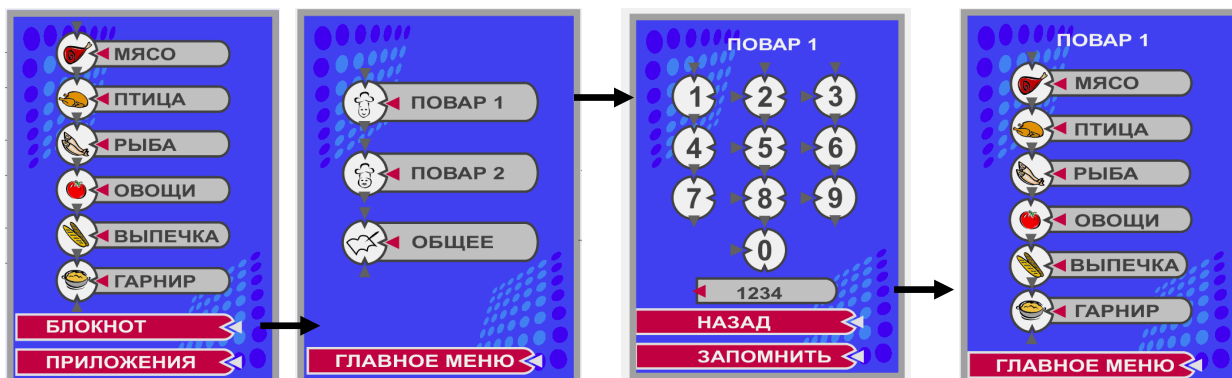 МЯСО
ПТИЦА
РЫБА
ОВОЩИ
ВЫПЕЧКА
ГАРНИР
БЛОКНОТ
ПРИЛОЖЕНИЯ
ПОВАР 1
ПОВАР 2
ОБЩЕЕ
ГЛАВНОЕ МЕНЮ
ПОВАР 1
1 2 3
4 5 6
7 8 9
0
1234
НАЗАД
ЗАПОМНИТЬ
ПОВАР 1
МЯСО
ПТИЦА
РЫБА
ОВОЩИ
ВЫПЕЧКА
ГАРНИР
ГЛАВНОЕ МЕНЮ